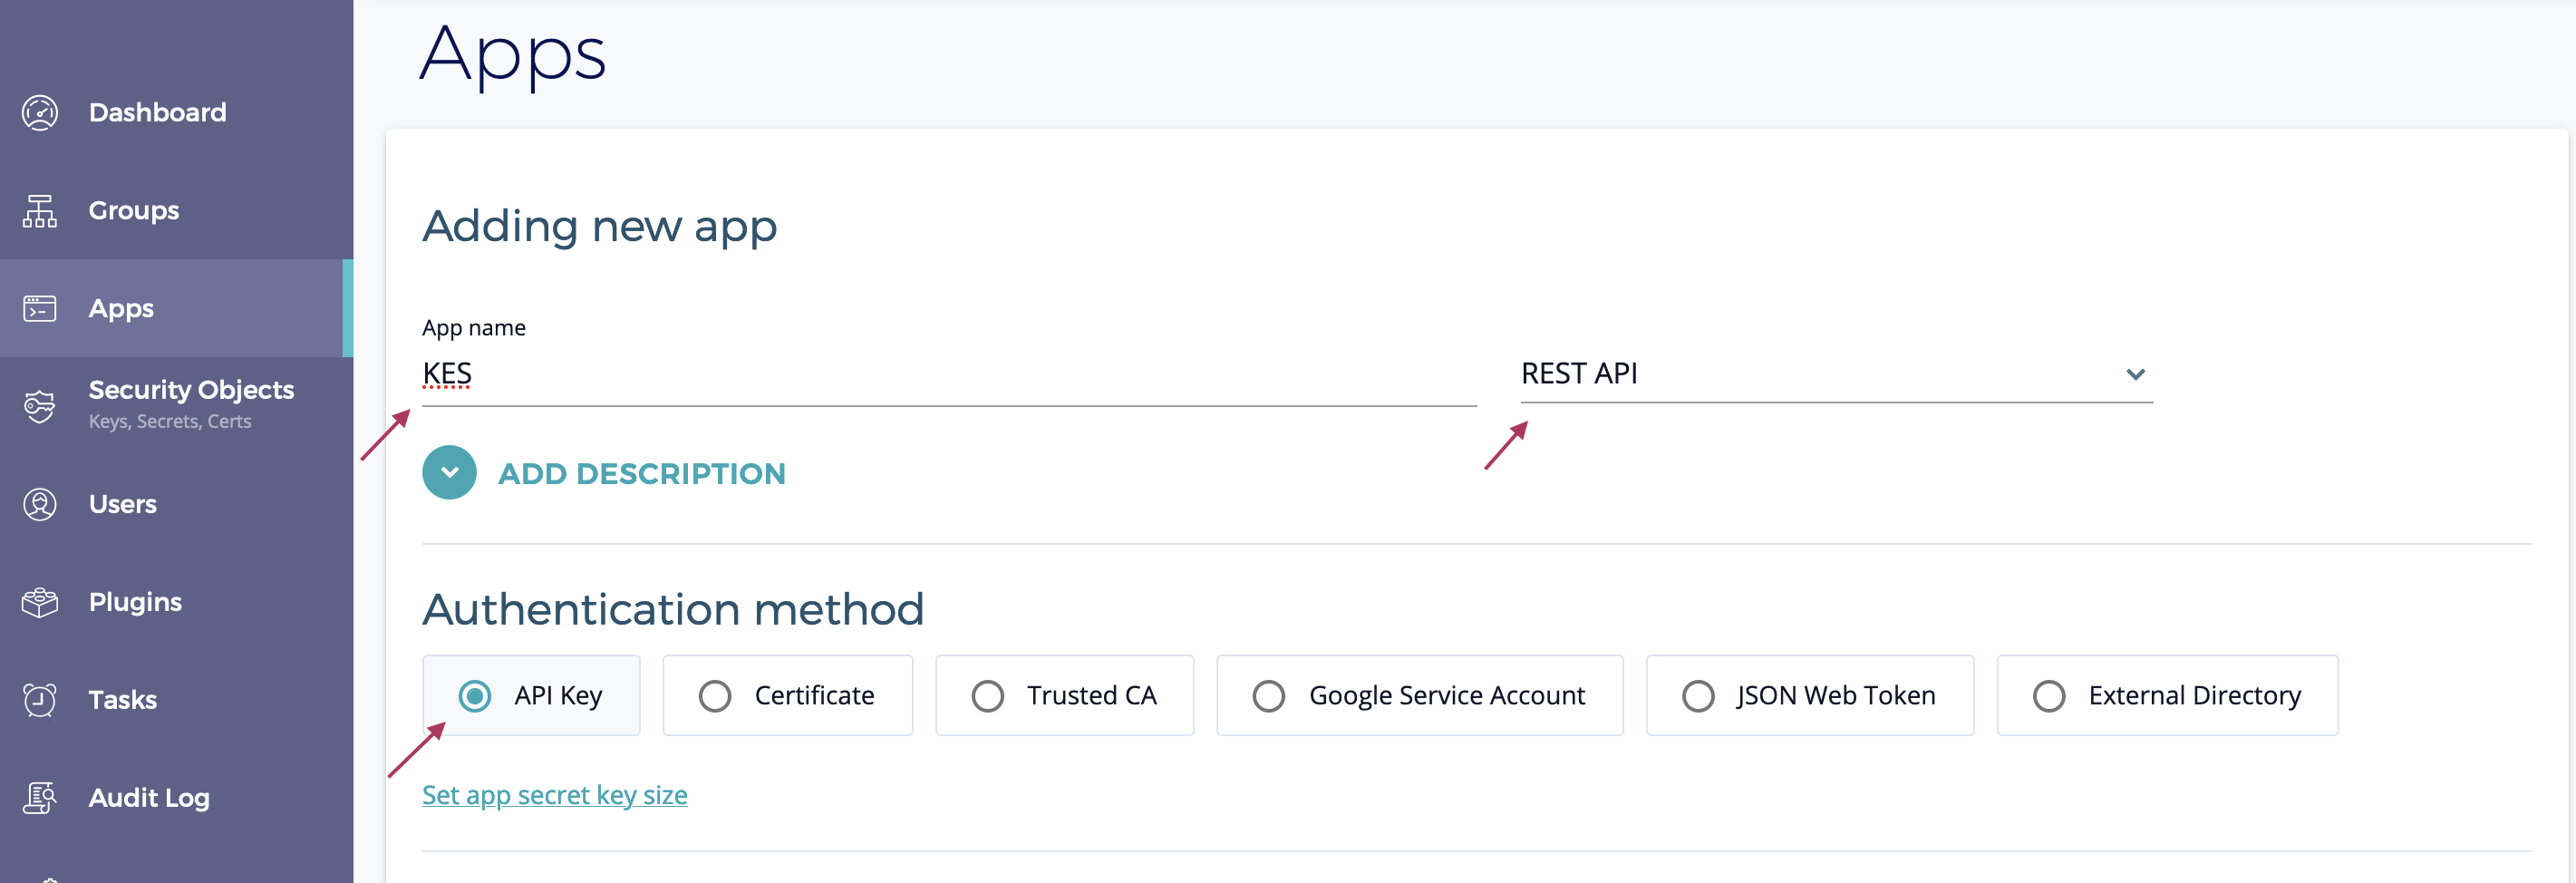 Dashboard
Groups
Apps
Security Objects
Keys, Secrets, Certs
Users
Plugins
Tasks
Audit Log
Apps
Adding new app
App name
KES
REST API
ADD DESCRIPTION
Authentication method
API Key
Certificate
Trusted CA
Google Service Account
JSON Web Token
External Directory
Set app secret key size